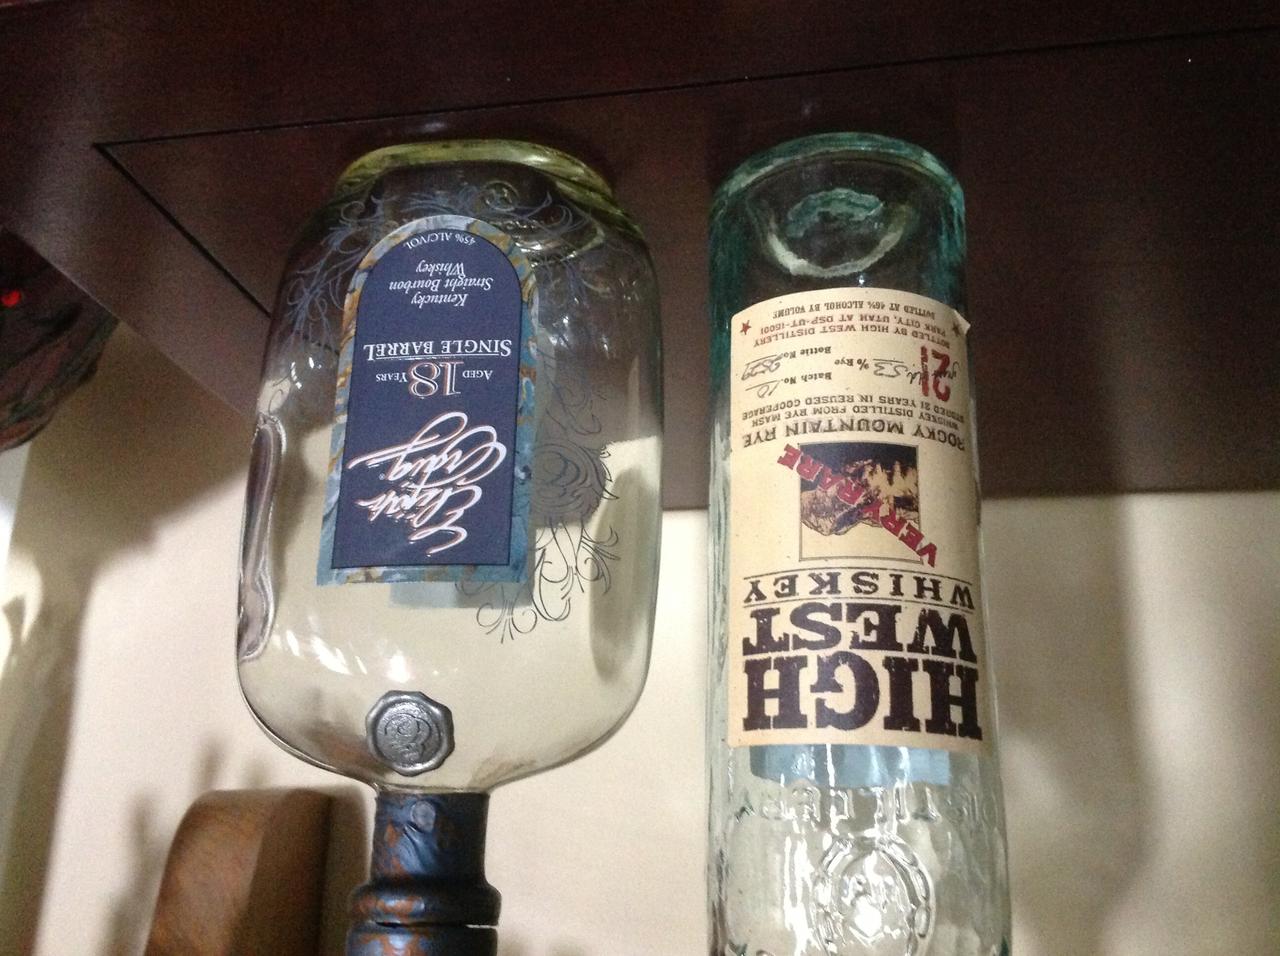 Elijah
Craig
AGED 18 YEARS
SINGLE BARREL
Kentucky
Straight Bourbon
Whiskey
45% ALC/VOL
HIGH
WEST
WHISKEY
VERY RARE
ROCKY MOUNTAIN RYE
WHISKEY DISTILLED FROM RYE MASH
STORED 21 YEARS IN REUSED COOPERAGE
21
Batch No. 10
% Rye 53
Bottle No. 2529
BOTTLED BY HIGH WEST DISTILLERY
PARK CITY, UTAH AT DSP-UT-15001
BOTTLED AT 46% ALCOHOL BY VOLUME